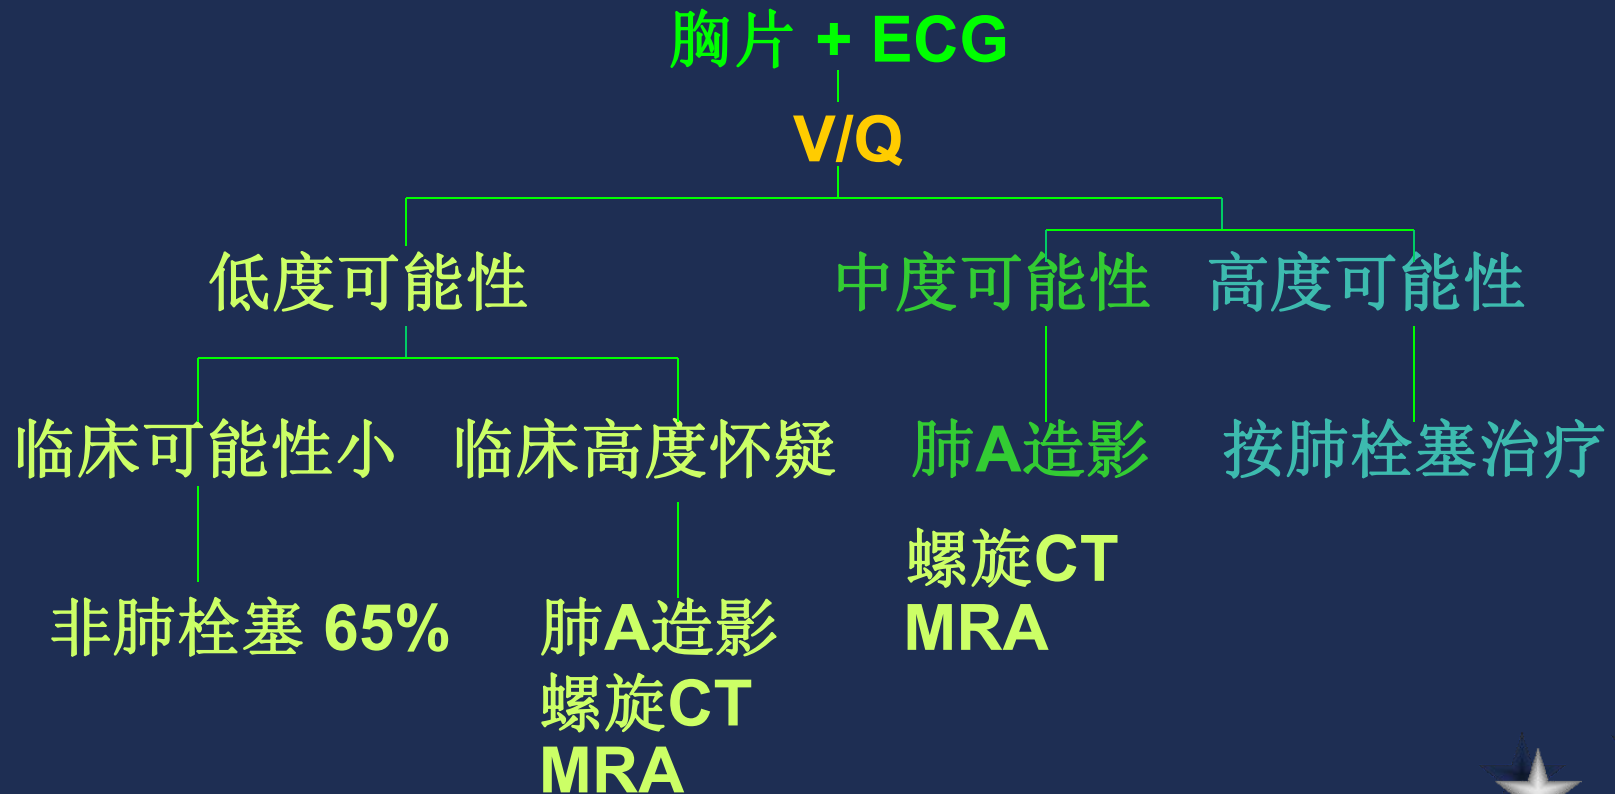 胸片 + ECG
V/Q
低度可能性
中度可能性
高度可能性
临床可能性小
临床高度怀疑
肺A造影
按肺栓塞治疗
螺旋CT
MRA
非肺栓塞 65%
肺A造影
螺旋CT
MRA